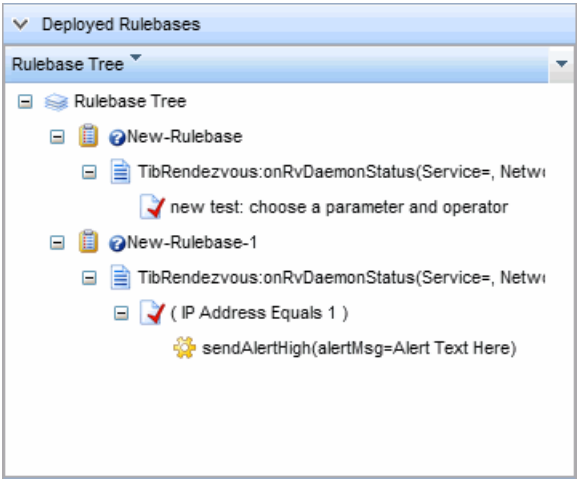 Deployed Rulebases
Rulebase Tree
Rulebase Tree
New-Rulebase
TibRendezvous:onRvDaemonStatus(Service=, Netw
new test: choose a parameter and operator
New-Rulebase-1
TibRendezvous:onRvDaemonStatus(Service=, Netw
( IP Address Equals 1 )
sendAlertHigh(alertMsg=Alert Text Here)